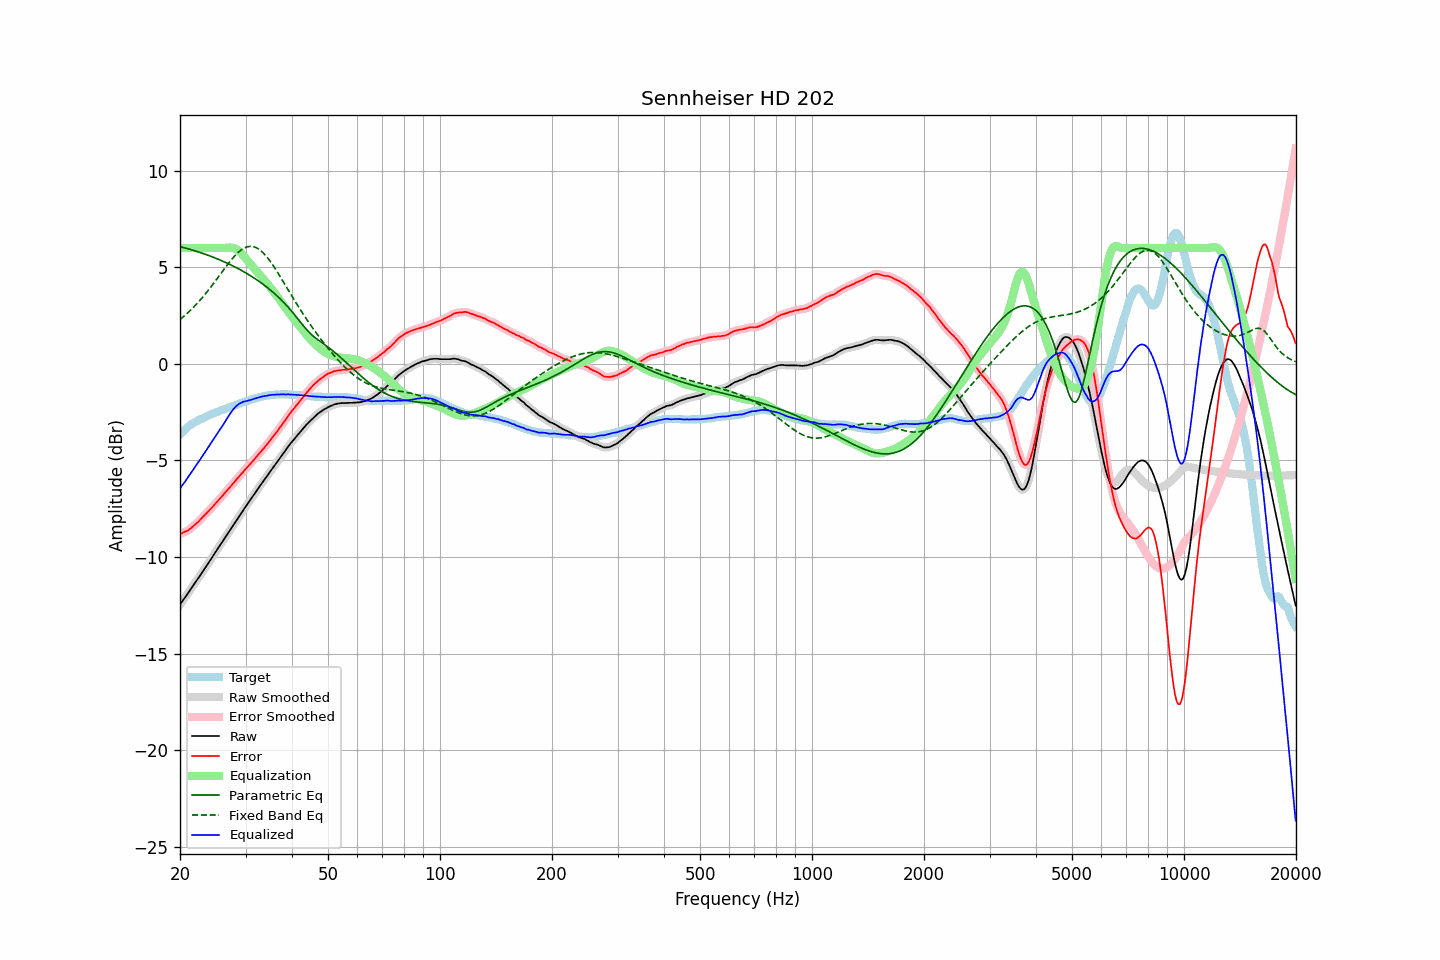 Sennheiser HD 202
Amplitude (dBr)
10
5
0
−5
−10
−15
−20
−25
Target
Raw Smoothed
Error Smoothed
Raw
Error
Equalization
Parametric Eq
Fixed Band Eq
Equalized
20 50 100 200 500 1000 2000 5000 10000 20000
Frequency (Hz)